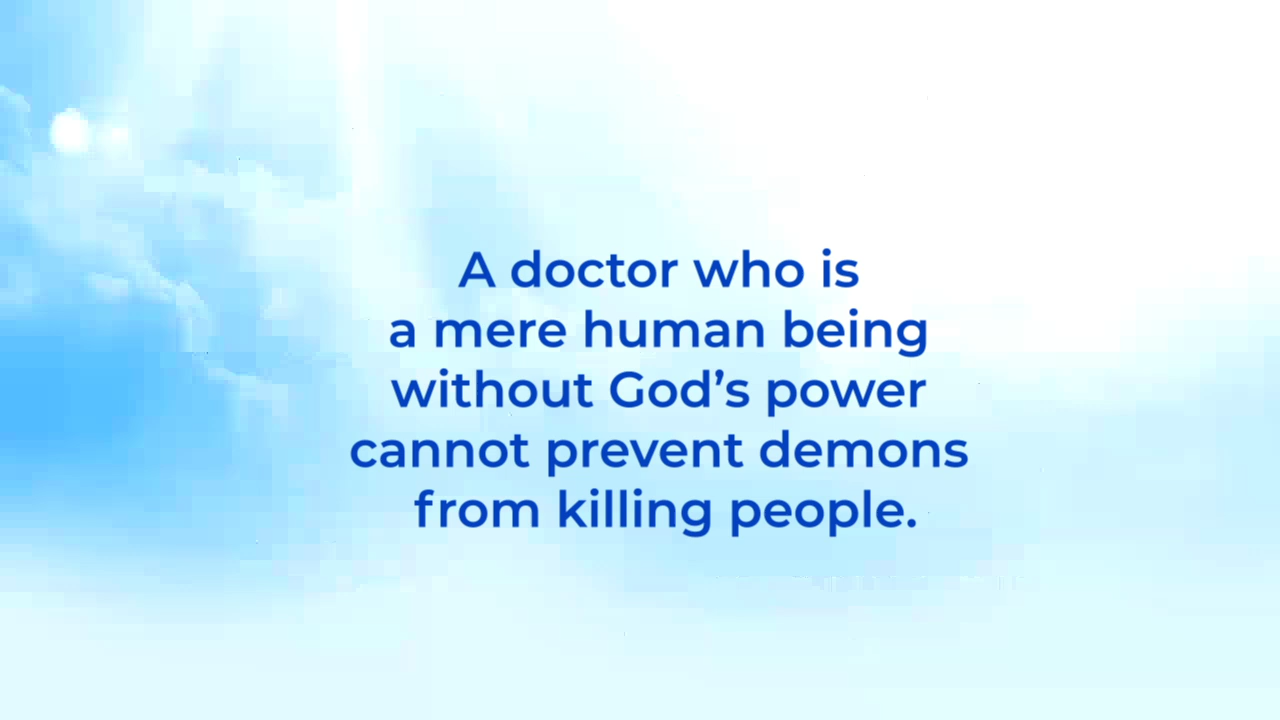 A doctor who is
a mere human being
without God’s power
cannot prevent demons
from killing people.